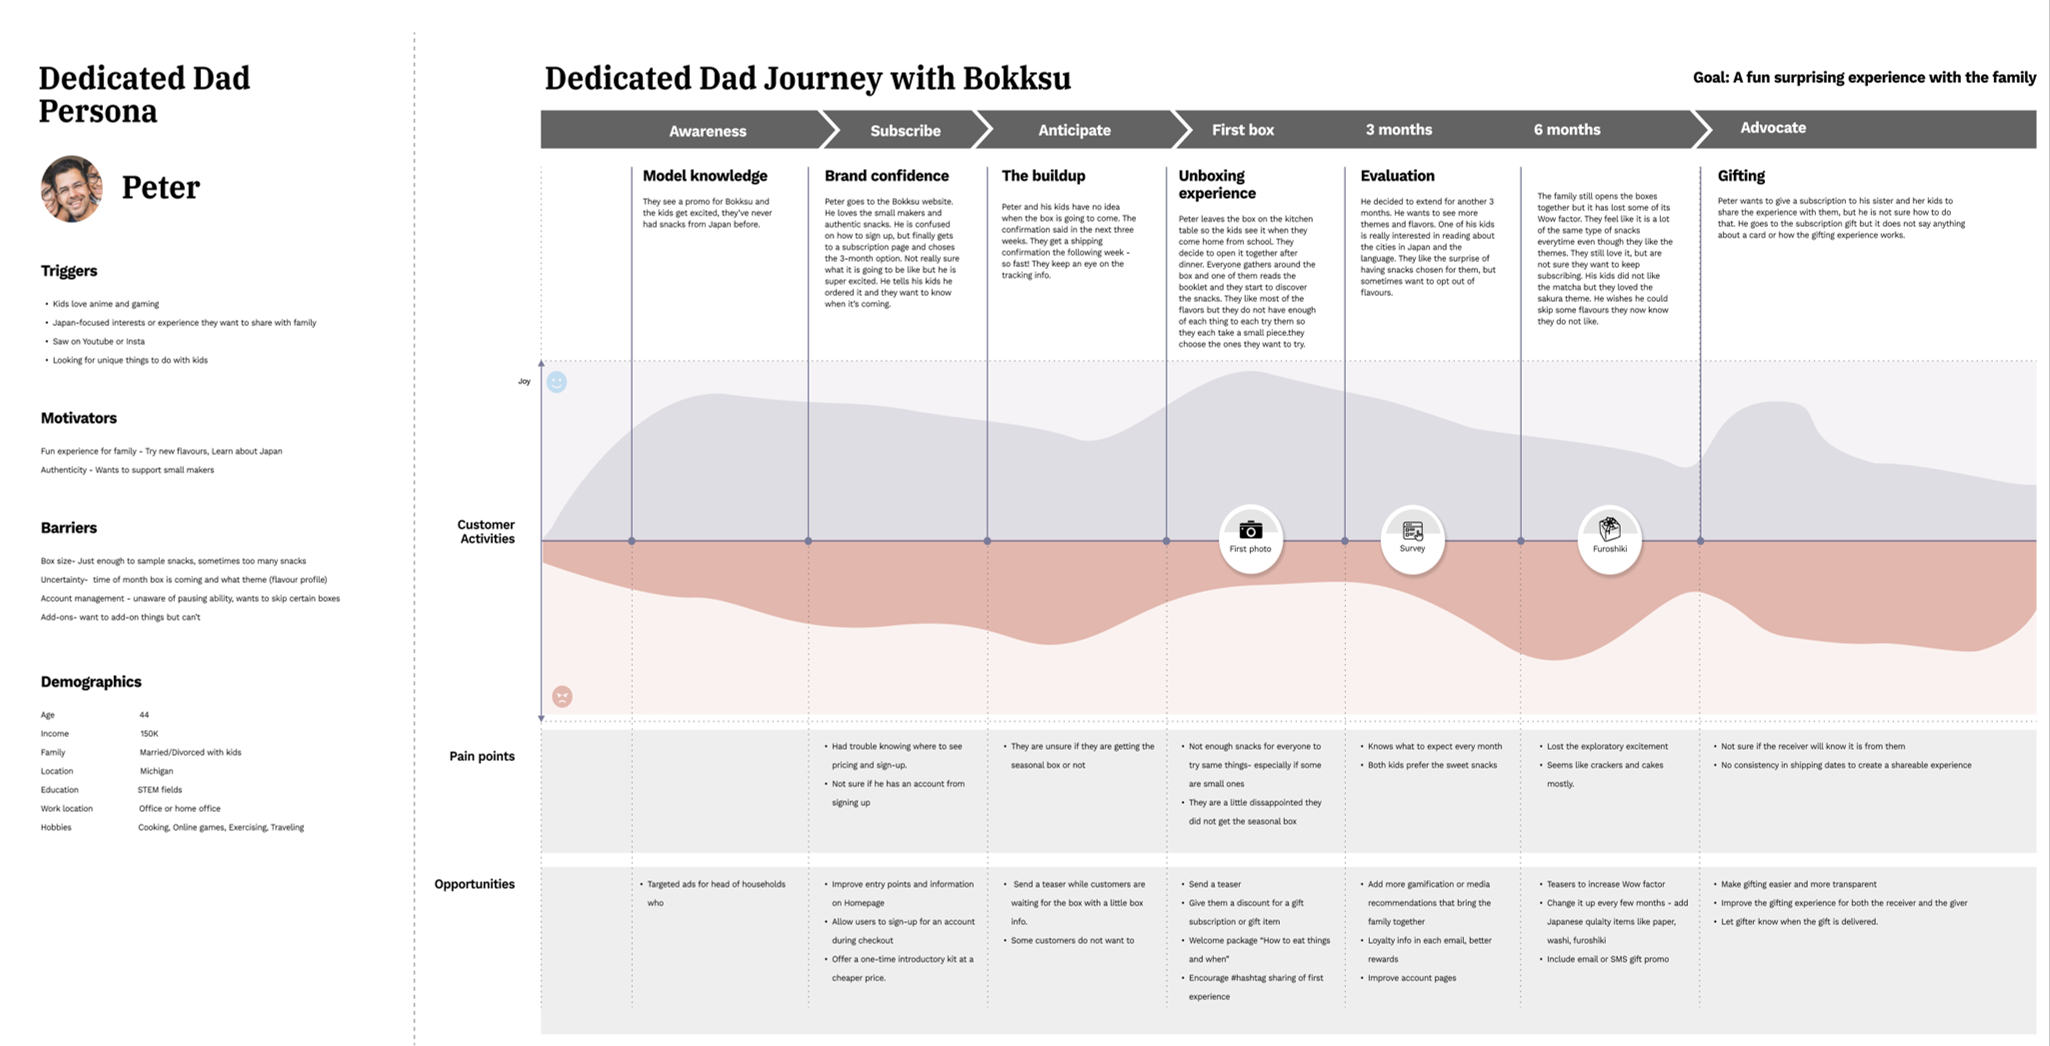 Dedicated Dad
Persona
Peter
Triggers
• Kids love anime and gaming
• Japan-focused interests or experience they want to share with family
• Saw on Youtube or Insta
• Looking for unique things to do with kids
Motivators
Fun experience for family - Try new flavours, Learn about Japan
Authenticity - Wants to support small makers
Barriers
Box size- Just enough to sample snacks, sometimes too many snacks
Uncertainty- time of month box is coming and what theme (flavour profile)
Account management - unaware of pausing ability, wants to skip certain boxes
Add-ons- want to add-on things but can't
Demographics
Age 44
Income 150K
Family Married/Divorced with kids
Location Michigan
Education STEM fields
Work location Office or home office
Hobbies Cooking, Online games, Exercising, Traveling
Dedicated Dad Journey with Bokksu
Goal: A fun surprising experience with the family
Awareness
Subscribe
Anticipate
First box
3 months
6 months
Advocate
Model knowledge
They see a promo for Bokksu and
the kids get excited, they've never
had snacks from Japan before.
Brand confidence
Peter goes to the Bokksu website.
He loves the small makers and
authentic snacks. He is confused
on how to sign up, but finally gets
to a subscription page and choses
the 3-month option. Not really sure
what it is going to be like but he is
super excited. He tells his kids he
ordered it and they want to know
when it's coming.
The buildup
Peter and his kids have no idea
when the box is going to come. The
confirmation said in the next three
weeks. They get a shipping
confirmation the following week -
so fast! They keep an eye on the
tracking info.
Unboxing
experience
Peter leaves the box on the kitchen
table so the kids see it when they
come home from school. They
decide to open it together after
dinner. Everyone gathers around the
box and one of them reads the
booklet and they start to discover
the snacks. They like most of the
flavors but they do not have enough
of each thing to each try them so
they each take a small piece.they
choose the ones they want to try.
Evaluation
He decided to extend for another 3
months. He wants to see more
themes and flavors. One of his kids
is really interested in reading about
the cities in Japan and the
language. They like the surprise of
having snacks chosen for them, but
sometimes want to opt out of
flavours.
The family still opens the boxes
together but it has lost some of its
Wow factor. They feel like it is a lot
of the same type of snacks
everytime even though they like the
themes. They still love it, but are
not sure they want to keep
subscribing. His kids did not like
the matcha but they loved the
sakura theme. He wishes he could
skip some flavours they now know
they do not like.
Gifting
Peter wants to give a subscription to his sister and her kids to
share the experience with them, but he is not sure how to do
that. He goes to the subscription gift but it does not say anything
about a card or how the gifting experience works.
Joy
Customer
Activities
First photo
Survey
Furoshiki
Pain points
• Had trouble knowing where to see
pricing and sign-up.
• Not sure if he has an account from
signing up
• They are unsure if they are getting the
seasonal box or not
• Not enough snacks for everyone to
try same things- especially if some
are small ones
• They are a little dissappointed they
did not get the seasonal box
• Knows what to expect every month
• Both kids prefer the sweet snacks
• Lost the exploratory excitement
• Seems like crackers and cakes
mostly.
• Not sure if the receiver will know it is from them
• No consistency in shipping dates to create a shareable experience
Opportunities
• Targeted ads for head of households
who
• Improve entry points and information
on Homepage
• Allow users to sign-up for an account
during checkout
• Offer a one-time introductory kit at a
cheaper price.
• Send a teaser while customers are
waiting for the box with a little box
info.
• Some customers do not want to
• Send a teaser
• Give them a discount for a gift
subscription or gift item
• Welcome package "How to eat things
and when"
• Encourage #hashtag sharing of first
experience
• Add more gamification or media
recommendations that bring the
family together
• Loyalty info in each email, better
rewards
• Improve account pages
• Teasers to increase Wow factor
• Change it up every few months - add
Japanese qulaity items like paper,
washi, furoshiki
• Include email or SMS gift promo
• Make gifting easier and more transparent
• Improve the gifting experience for both the receiver and the giver
• Let gifter know when the gift is delivered.